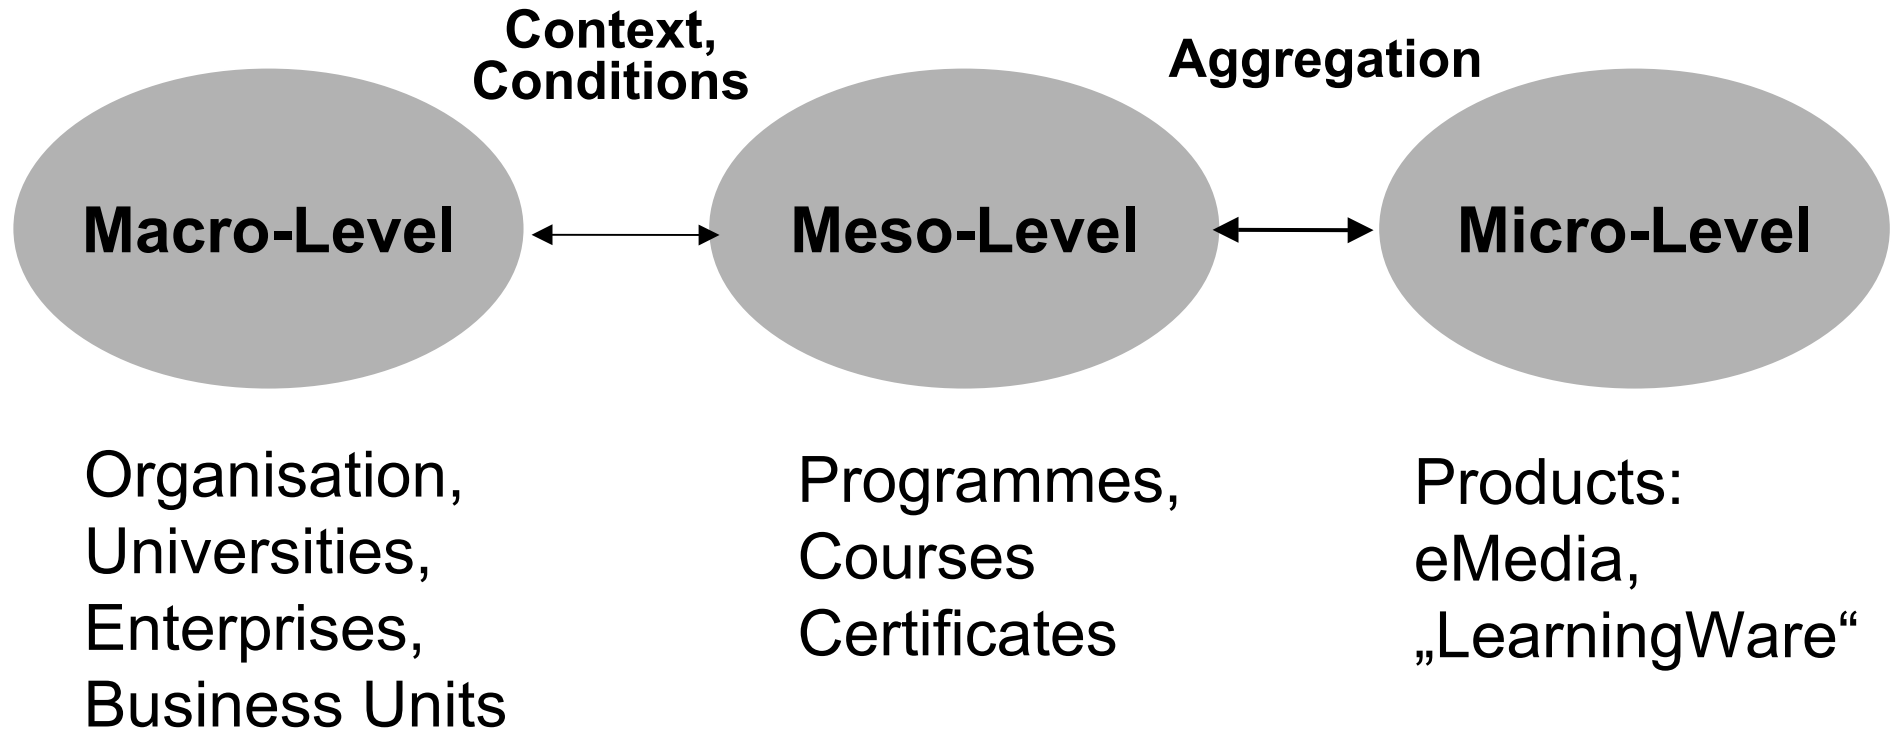 Context,
Conditions
Aggregation
Macro-Level
Meso-Level
Micro-Level
Organisation,
Universities,
Enterprises,
Business Units
Programmes,
Courses
Certificates
Products:
eMedia,
„LearningWare“